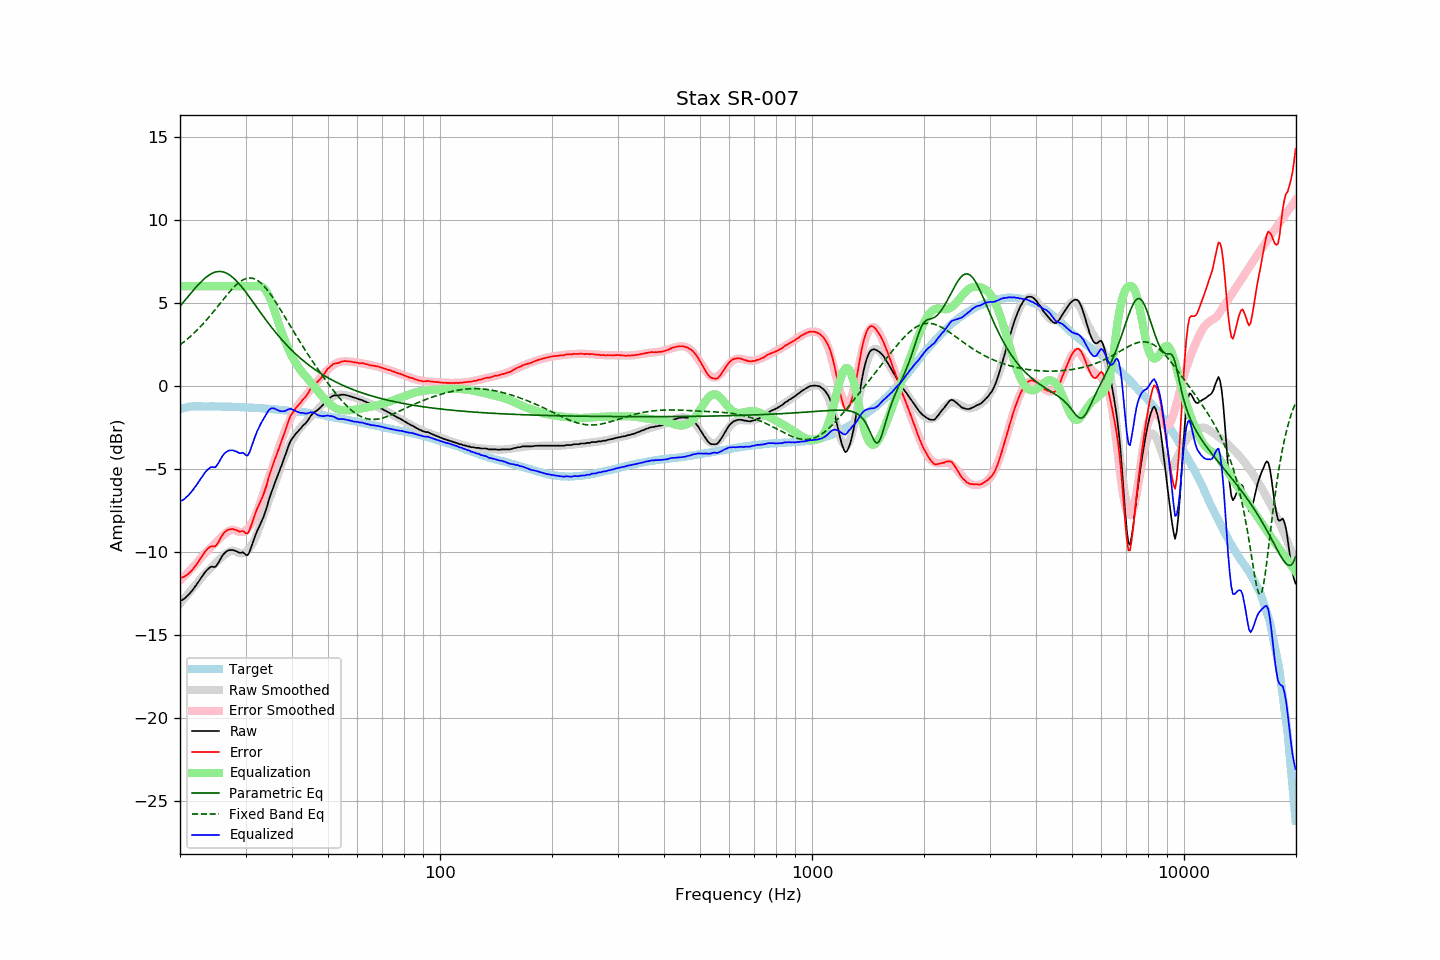 Stax SR-007
Amplitude (dBr)
15
10
5
0
−5
−10
−15
−20
−25
Target
Raw Smoothed
Error Smoothed
Raw
Error
Equalization
Parametric Eq
Fixed Band Eq
Equalized
100
1000
10000
Frequency (Hz)